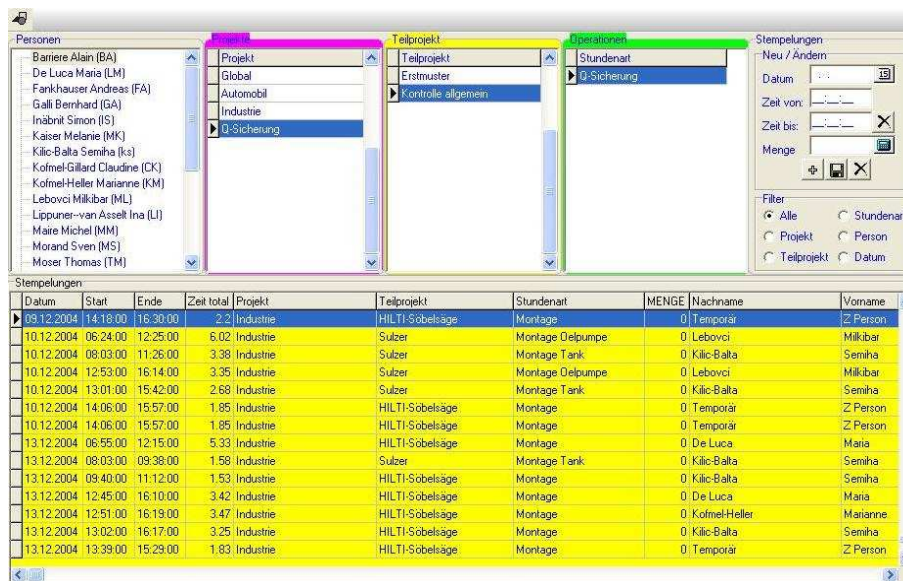 Personen
Barriere Alain (BA)
De Luca Maria (LM)
Fankhauser Andreas (FA)
Galli Bernhard (GA)
Inäbnit Simon (IS)
Kaiser Melanie (MK)
Kilic-Balta Semiha (ks)
Kofmel-Gillard Claudine (CK)
Kofmel-Heller Marianne (KM)
Lebovci Milkibar (ML)
Lippuner--van Asselt Ina (LI)
Maire Michel (MM)
Morand Sven (MS)
Moser Thomas (TM)
Projekte
Projekt
Global
Automobil
Industrie
Q-Sicherung
Teilprojekt
Teilprojekt
Erstmuster
Kontrolle allgemein
Operationen
Stundenart
Q-Sicherung
Stempelungen
Neu / Ändern
Datum . . 15
Zeit von: __:__:__
Zeit bis: __:__:__
Menge
Filter
Alle Stundenar
Projekt Person
Teilprojekt Datum
Stempelungen
Datum Start Ende Zeit total Projekt Teilprojekt Stundenart MENGE Nachname Vorname
09.12.2004 14:18:00 16:30:00 2.2 Industrie HILTI-Söbelsäge Montage 0 Temporär Z Person
10.12.2004 06:24:00 12:25:00 6.02 Industrie Sulzer Montage Oelpumpe 0 Lebovci Milkibar
10.12.2004 08:03:00 11:26:00 3.38 Industrie Sulzer Montage Tank 0 Kilic-Balta Semiha
10.12.2004 12:53:00 16:14:00 3.35 Industrie Sulzer Montage Oelpumpe 0 Lebovci Milkibar
10.12.2004 13:01:00 15:42:00 2.68 Industrie Sulzer Montage Tank 0 Kilic-Balta Semiha
10.12.2004 14:06:00 15:57:00 1.85 Industrie HILTI-Söbelsäge Montage 0 Temporär Z Person
10.12.2004 14:06:00 15:57:00 1.85 Industrie HILTI-Söbelsäge Montage 0 Temporär Z Person
13.12.2004 06:55:00 12:15:00 5.33 Industrie HILTI-Söbelsäge Montage 0 De Luca Maria
13.12.2004 08:03:00 09:38:00 1.58 Industrie Sulzer Montage Tank 0 Kilic-Balta Semiha
13.12.2004 09:40:00 11:12:00 1.53 Industrie HILTI-Söbelsäge Montage 0 Kilic-Balta Semiha
13.12.2004 12:45:00 16:10:00 3.42 Industrie HILTI-Söbelsäge Montage 0 De Luca Maria
13.12.2004 12:51:00 16:19:00 3.47 Industrie HILTI-Söbelsäge Montage 0 Kofmel-Heller Marianne
13.12.2004 13:02:00 16:17:00 3.25 Industrie HILTI-Söbelsäge Montage 0 Kilic-Balta Semiha
13.12.2004 13:39:00 15:29:00 1.83 Industrie HILTI-Söbelsäge Montage 0 Temporär Z Person